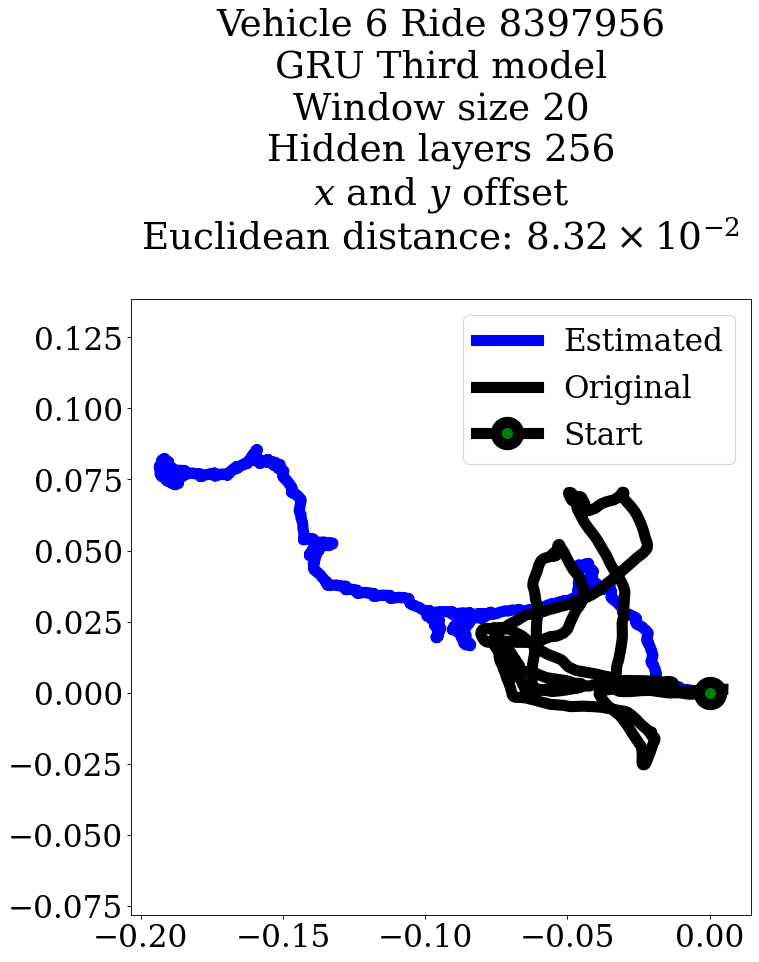 Vehicle 6 Ride 8397956
GRU Third model
Window size 20
Hidden layers 256
x and y offset
Euclidean distance: 8.32 × 10⁻²
Estimated
Original
Start
0.125
0.100
0.075
0.050
0.025
0.000
−0.025
−0.050
−0.075
−0.20 −0.15 −0.10 −0.05 0.00